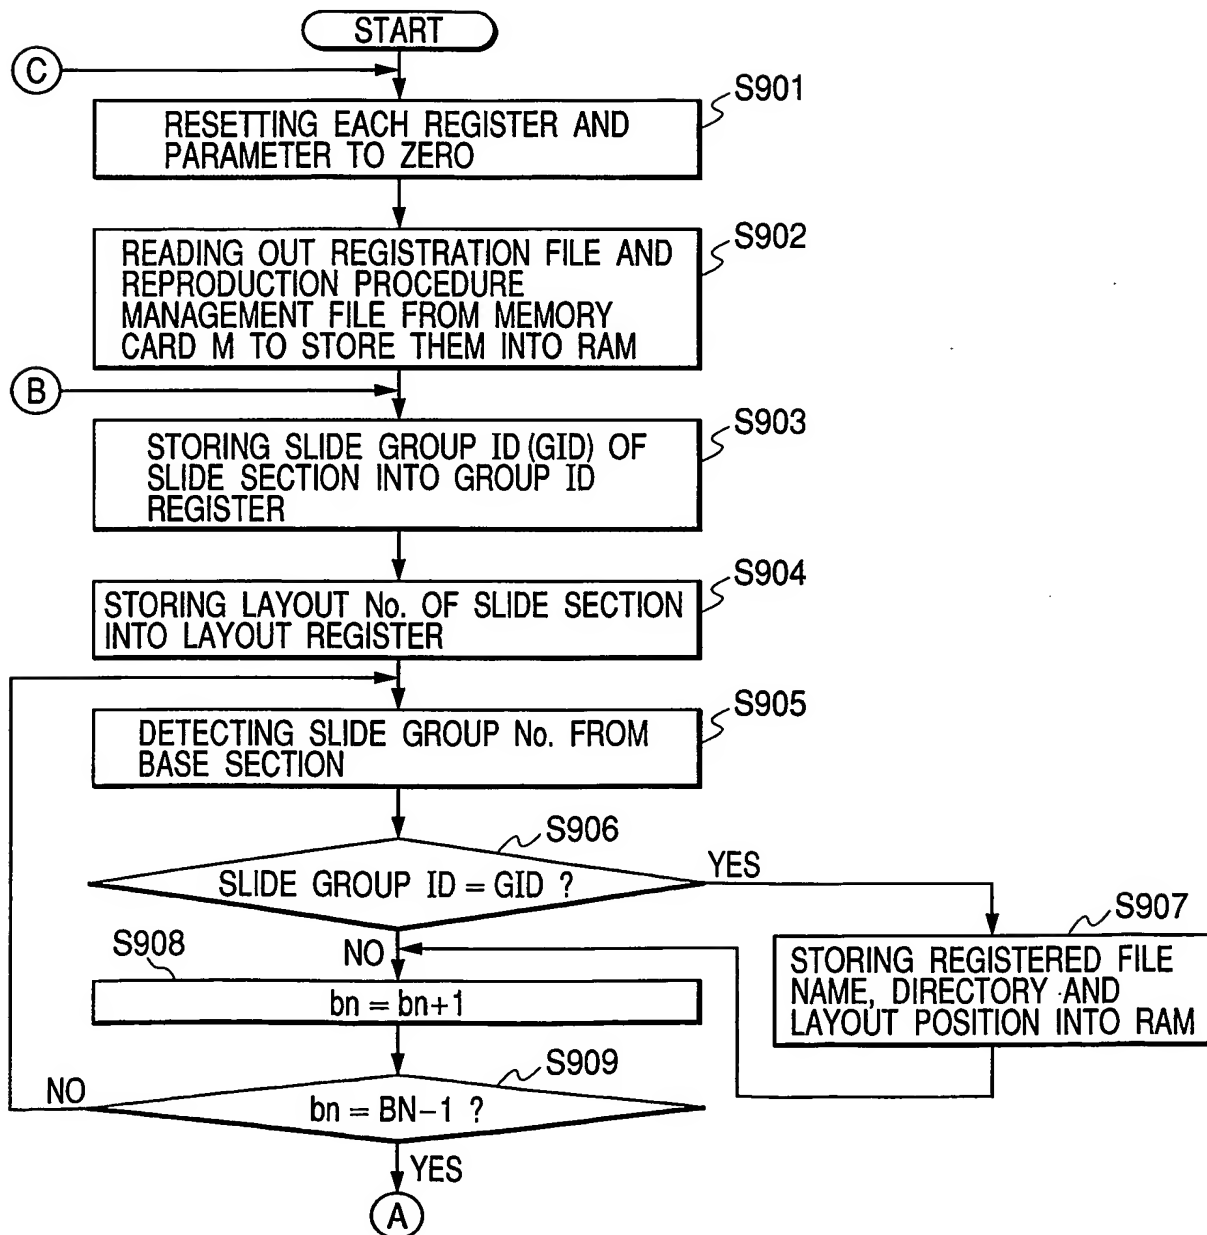 START
C
S901
RESETTING EACH REGISTER AND
PARAMETER TO ZERO
S902
READING OUT REGISTRATION FILE AND
REPRODUCTION PROCEDURE
MANAGEMENT FILE FROM MEMORY
CARD M TO STORE THEM INTO RAM
B
S903
STORING SLIDE GROUP ID (GID) OF
SLIDE SECTION INTO GROUP ID
REGISTER
S904
STORING LAYOUT No. OF SLIDE SECTION
INTO LAYOUT REGISTER
S905
DETECTING SLIDE GROUP No. FROM
BASE SECTION
S906
SLIDE GROUP ID = GID ?
YES
S907
STORING REGISTERED FILE
NAME, DIRECTORY AND
LAYOUT POSITION INTO RAM
NO
S908
bn = bn+1
S909
bn = BN-1 ?
NO
YES
A